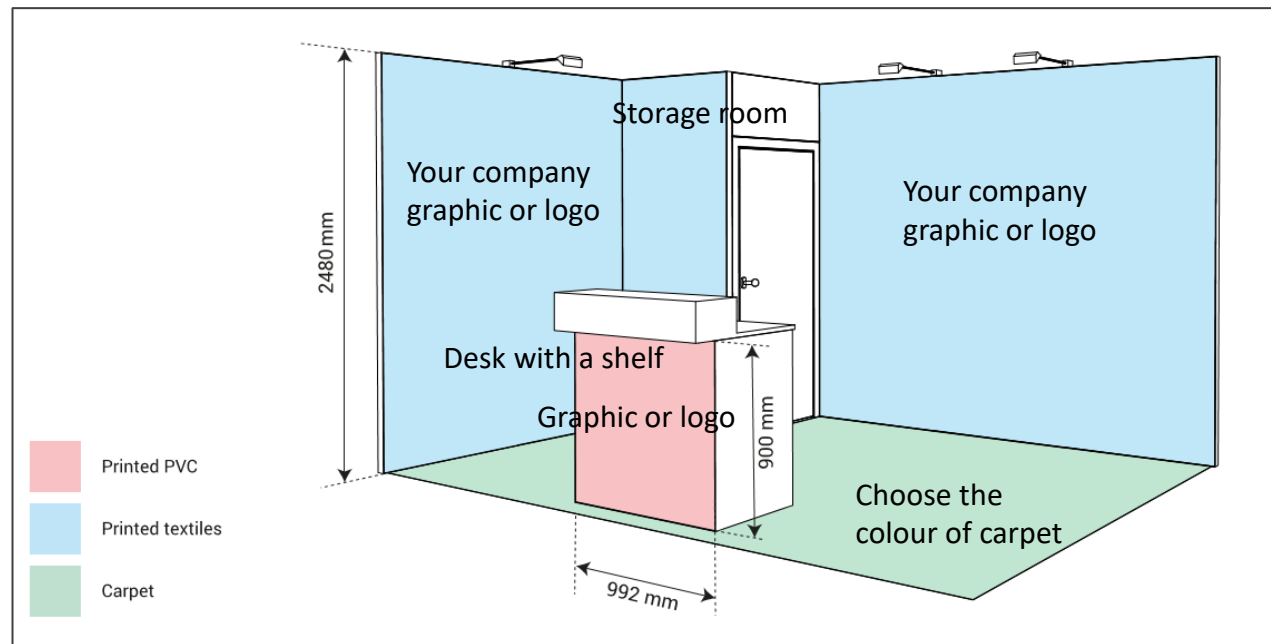 Storage room
Your company
graphic or logo
Your company
graphic or logo
2480 mm
Desk with a shelf
Graphic or logo
900 mm
Choose the
colour of carpet
992 mm
Printed PVC
Printed textiles
Carpet